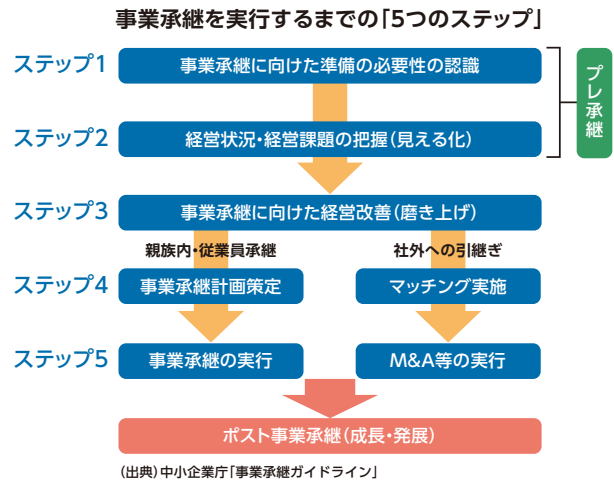 事業承継を実行するまでの「5つのステップ」
ステップ1
事業承継に向けた準備の必要性の認識
プレ承継
ステップ2
経営状況・経営課題の把握(見える化)
ステップ3
事業承継に向けた経営改善(磨き上げ)
親族内・従業員承継
社外への引継ぎ
ステップ4
事業承継計画策定
マッチング実施
ステップ5
事業承継の実行
M&A等の実行
ポスト事業承継(成長・発展)
(出典)中小企業庁「事業承継ガイドライン」